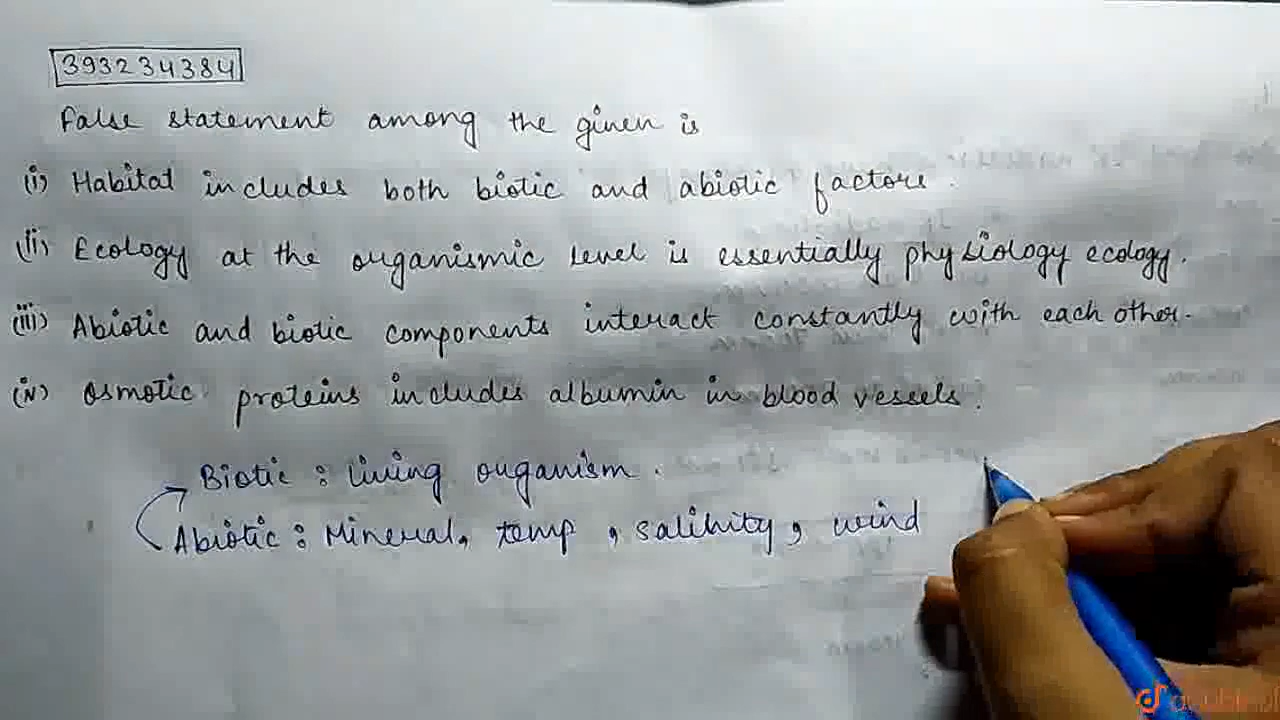 393234384
False statement among the given is
(i) Habitat includes both biotic and abiotic factors.
(ii) Ecology at the organismic level is essentially physiology ecology.
(iii) Abiotic and biotic components interact constantly with each other.
(iv) Osmotic proteins includes albumin in blood vessels.
Biotic : living organism.
Abiotic : Mineral, temp, salinity, wind